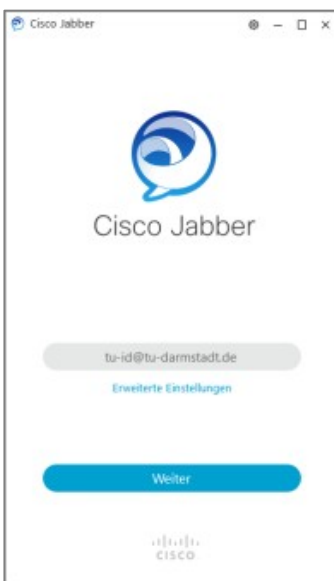 Cisco Jabber
Cisco Jabber
tu-id@tu-darmstadt.de
Erweiterte Einstellungen
Weiter
CISCO